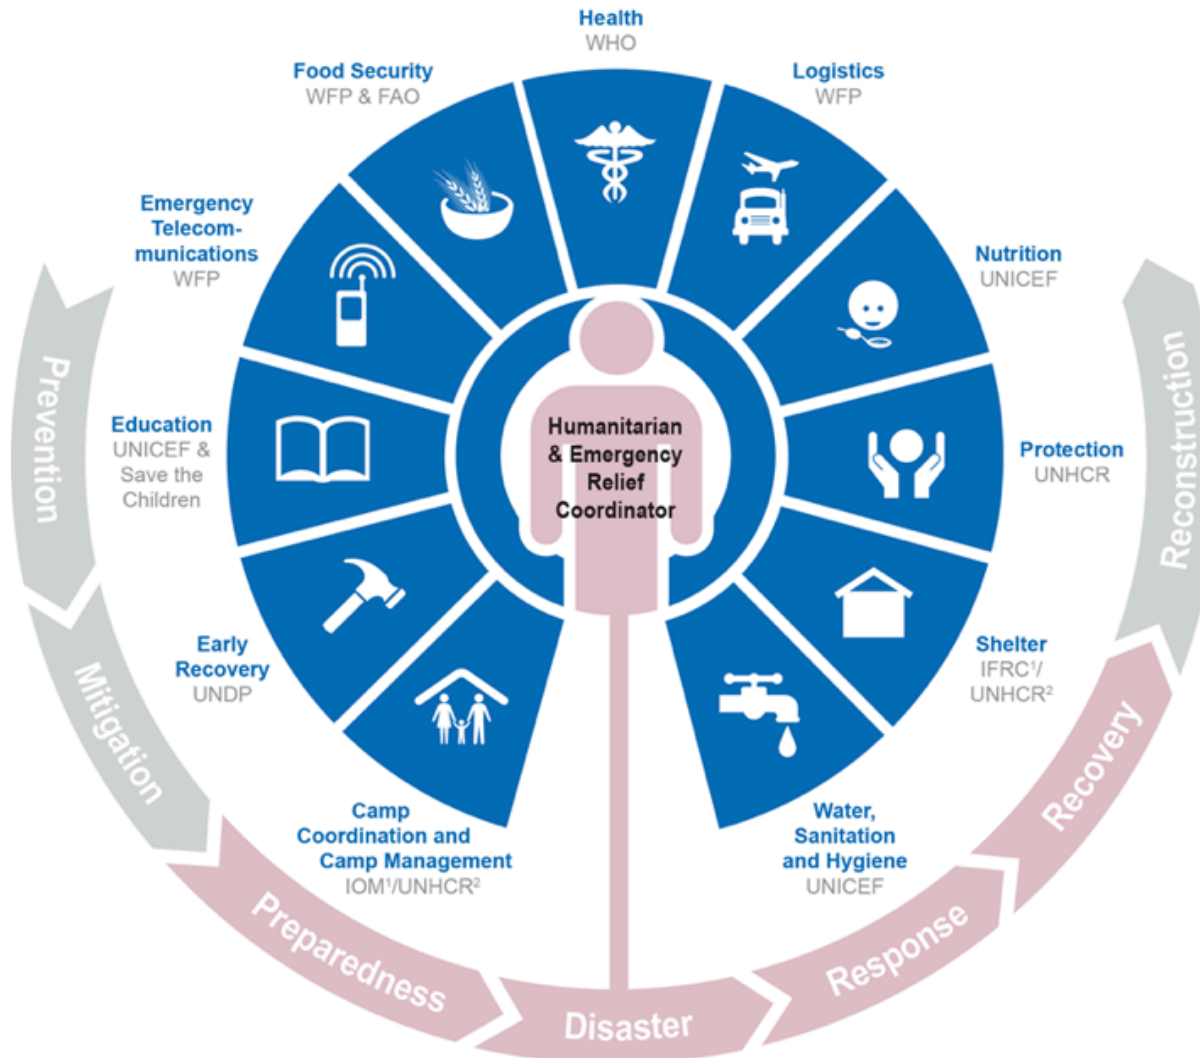 Health
WHO
Logistics
WFP
Nutrition
UNICEF
Protection
UNHCR
Shelter
IFRC¹/
UNHCR²
Water,
Sanitation
and Hygiene
UNICEF
Camp
Coordination and
Camp Management
IOM¹/UNHCR²
Early
Recovery
UNDP
Education
UNICEF &
Save the
Children
Emergency
Telecom-
munications
WFP
Food Security
WFP & FAO
Humanitarian
& Emergency
Relief
Coordinator
Prevention
Mitigation
Preparedness
Disaster
Response
Recovery
Reconstruction